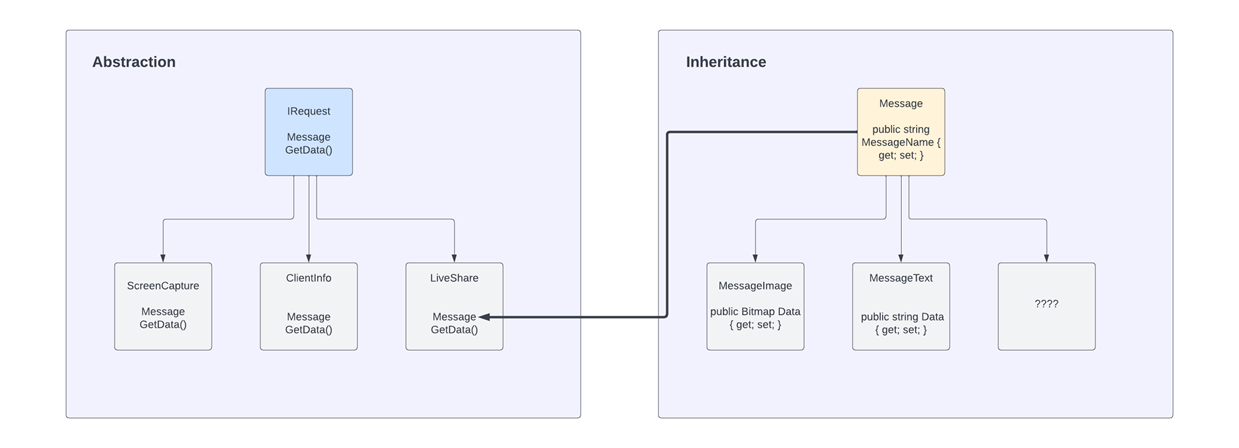 Abstraction
IRequest
Message
GetData()
ScreenCapture
Message
GetData()
ClientInfo
Message
GetData()
LiveShare
Message
GetData()
Inheritance
Message
public string
MessageName {
get; set; }
MessageImage
public Bitmap Data
{ get; set; }
MessageText
public string Data
{ get; set; }
????